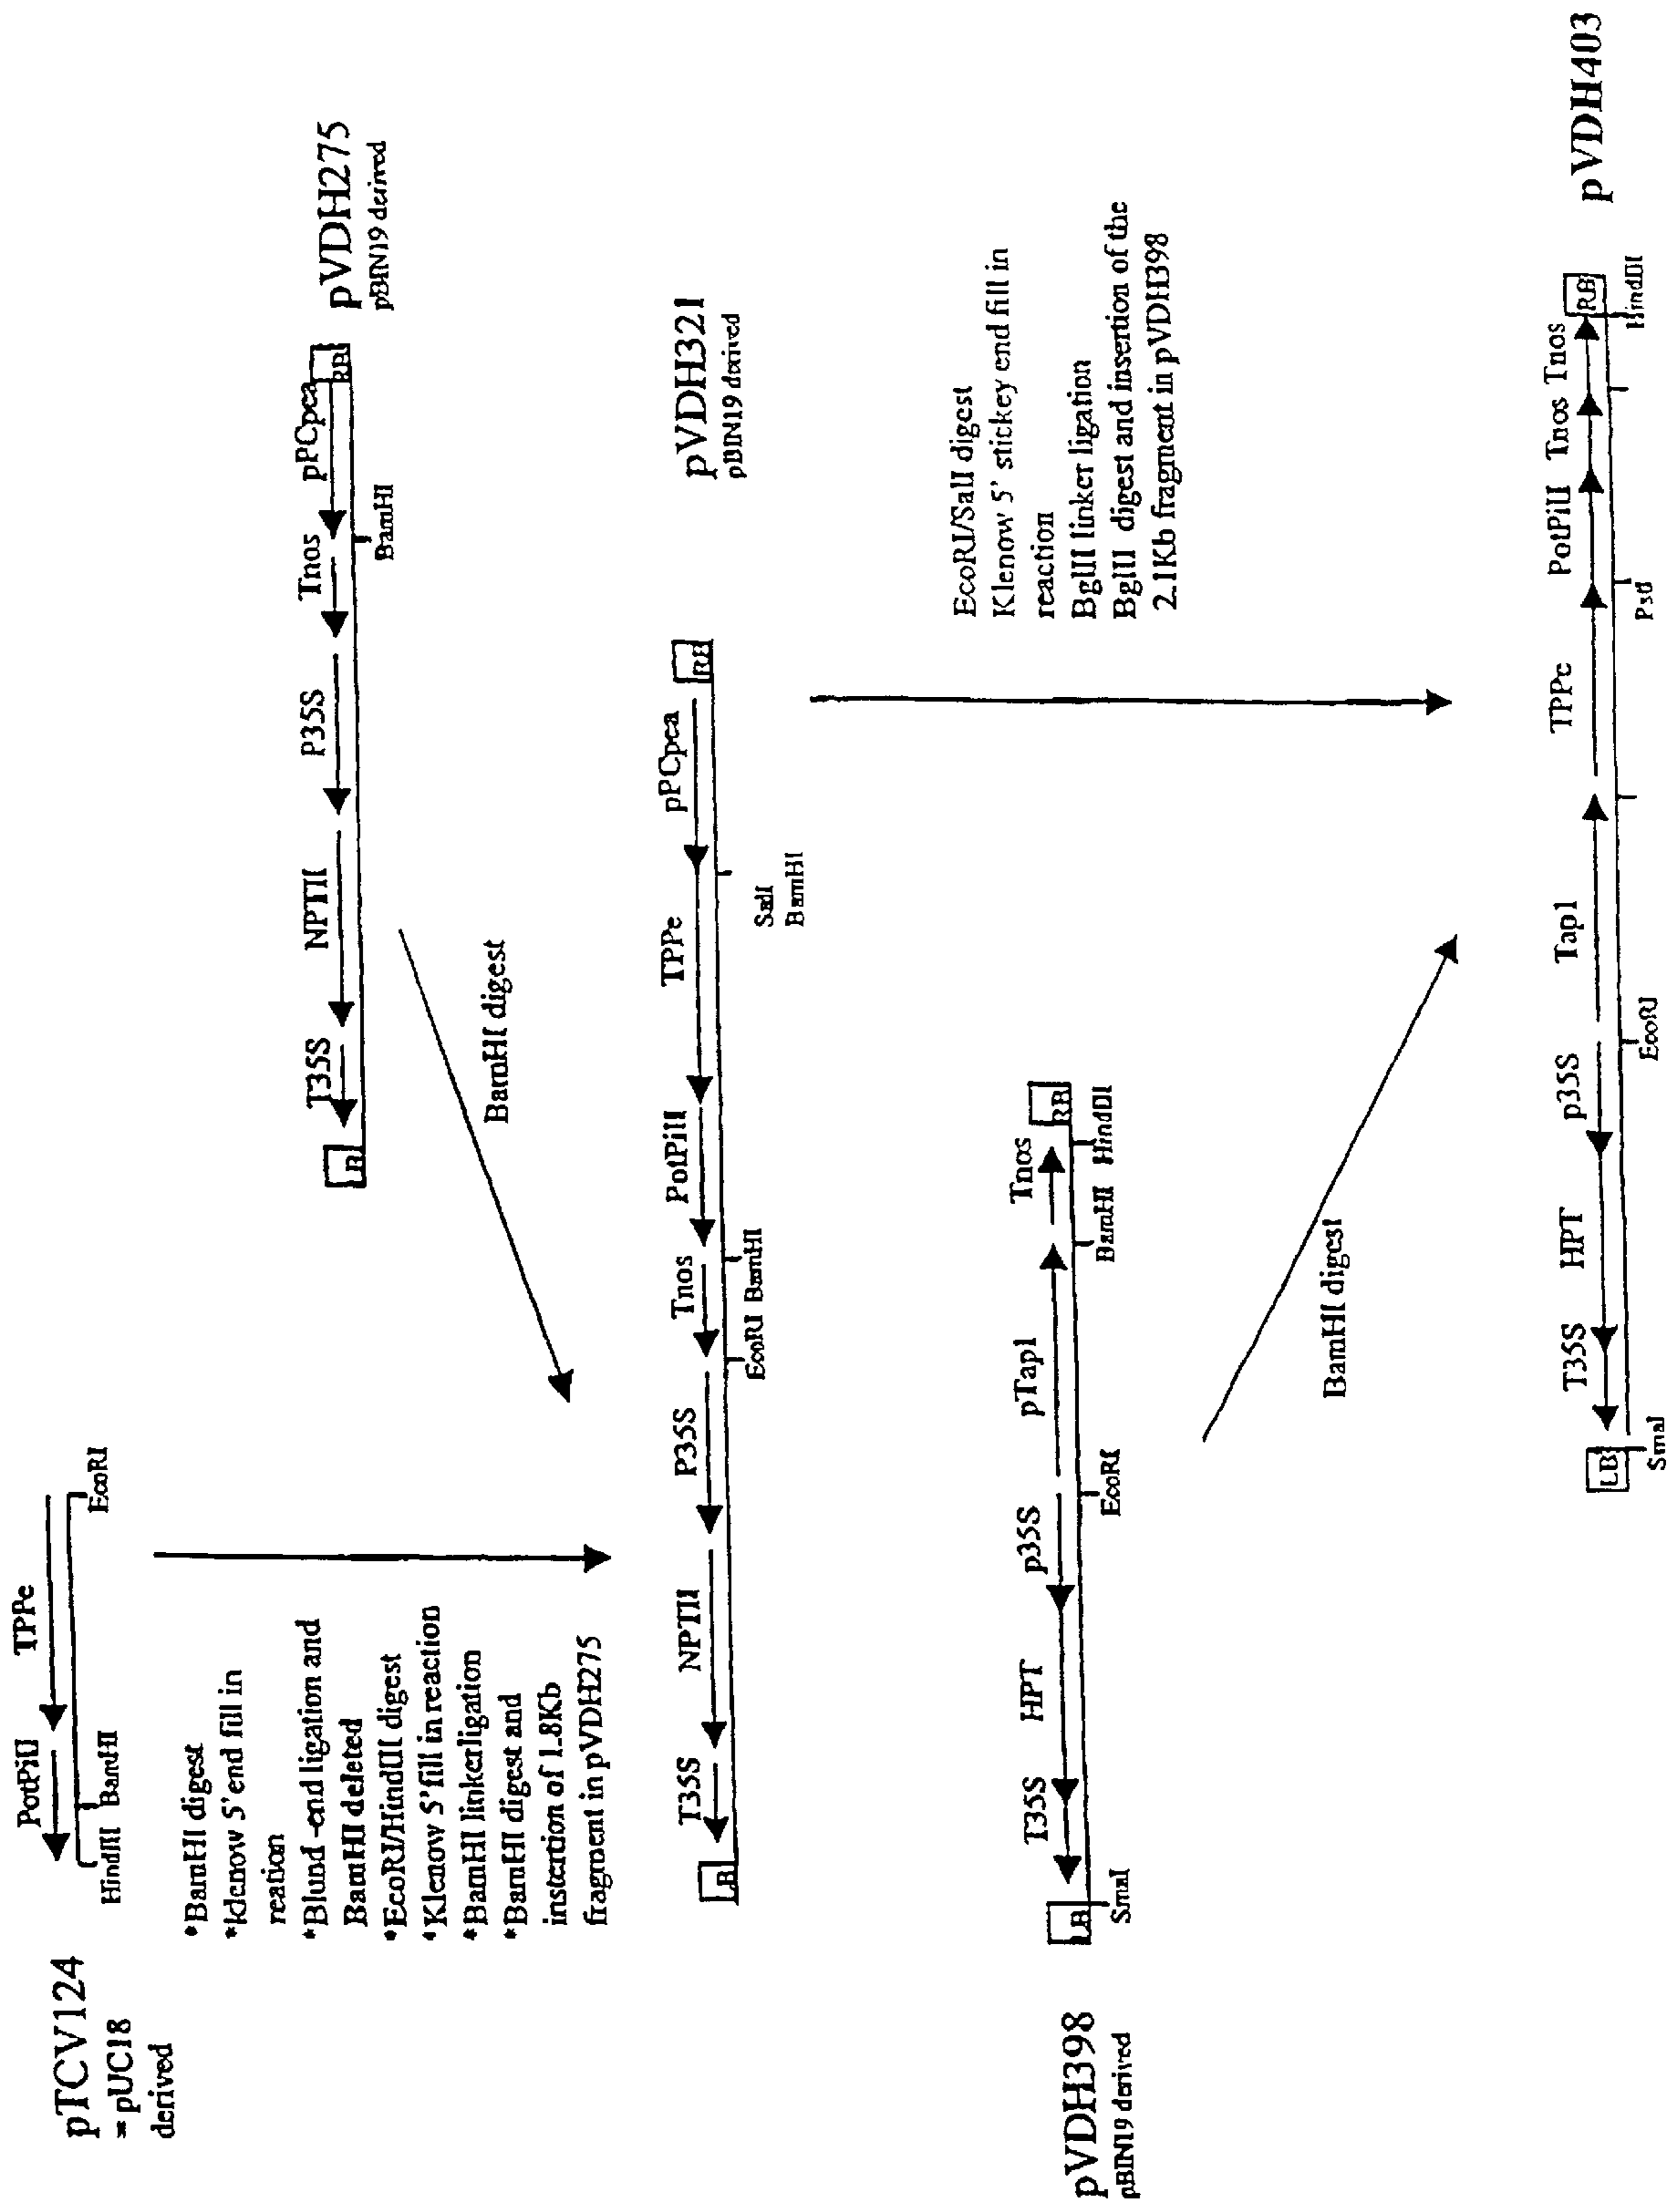 pTCV124
= pUC18
derived
PotPiII
TPPe
HindIII
BamHI
EcoRI
*BamHI digest
*klenow 5' end fill in
reation
*Blund-end ligation and
BamHI deleted
*EcoRI/HindIII digest
*Klenow 5' fill in reaction
*BamHI linkerligation
*BamHI digest and
instertion of 1.8Kb
fragment in pVDH275
LB
T35S
NPTII
P35S
Tnos
pPCpea
RB
BamHI
pVDH275
pBIN19 derived
BamHI digest
LB
T35S
NPTII
P35S
Tnos
PotPiII
TPPe
pPCpea
RB
EcoRI
BamHI
SalI
BamHI
pVDH321
pBIN19 derived
EcoRI/SalI digest
Klenow 5' stickey end fill in
reaction
BglII linker ligation
BglII digest and insertion of the
2.1Kb fragment in pVDH398
pVDH398
pBIN19 derived
LB
T35S
HPT
p35S
pTap1
Tnos
RB
SmaI
EcoRI
BamHI
HindIII
BamHI digest
LB
T35S
HPT
p35S
Tap1
TPPe
PotPiII
Tnos
Tnos
RB
SmaI
EcoRI
PstI
HindIII
pVDH403